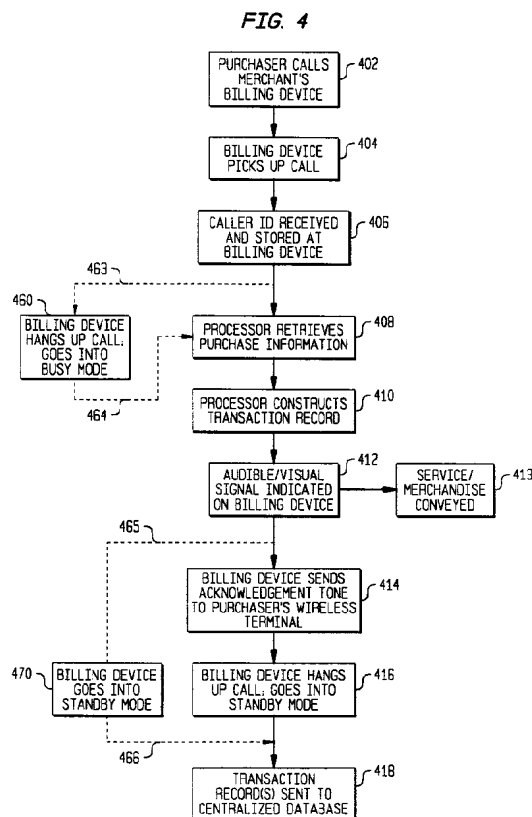 FIG. 4
PURCHASER CALLS
MERCHANT'S
BILLING DEVICE
402
BILLING DEVICE
PICKS UP CALL
404
CALLER ID RECEIVED
AND STORED AT
BILLING DEVICE
406
463
460
BILLING DEVICE
HANGS UP CALL;
GOES INTO
BUSY MODE
464
PROCESSOR RETRIEVES
PURCHASE INFORMATION
408
PROCESSOR CONSTRUCTS
TRANSACTION RECORD
410
AUDIBLE/VISUAL
SIGNAL INDICATED
ON BILLING DEVICE
412
SERVICE/
MERCHANDISE
CONVEYED
413
465
BILLING DEVICE SENDS
ACKNOWLEDGEMENT TONE
TO PURCHASER'S WIRELESS
TERMINAL
414
470
BILLING DEVICE
GOES INTO
STANDBY MODE
BILLING DEVICE HANGS
UP CALL; GOES INTO
STANDBY MODE
416
466
TRANSACTION
RECORD(S) SENT TO
CENTRALIZED DATABASE
418